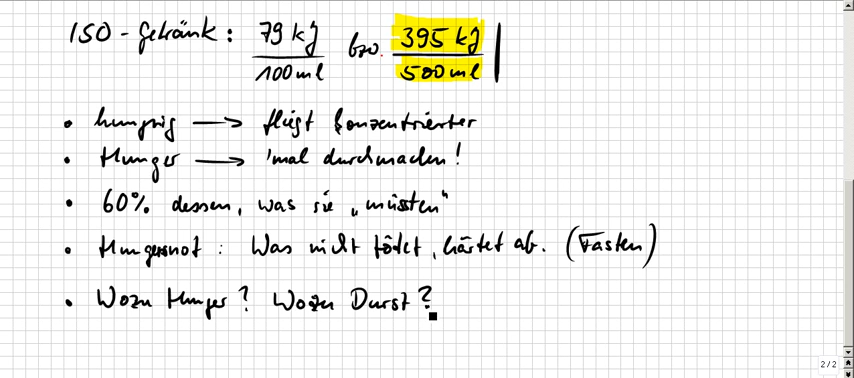 ISO-Getränk: 79 kJ bzw. 395 kJ
100 ml 500 ml
• hungrig → fliegt konzentrierter
• Hunger → 'mal durchmachen!
• 60% dessen, was sie „müssten“
• Hungersnot: Was nicht tödet, härtet ab. (Fasten)
• Wozu Hunger? Wozu Durst?
2/2